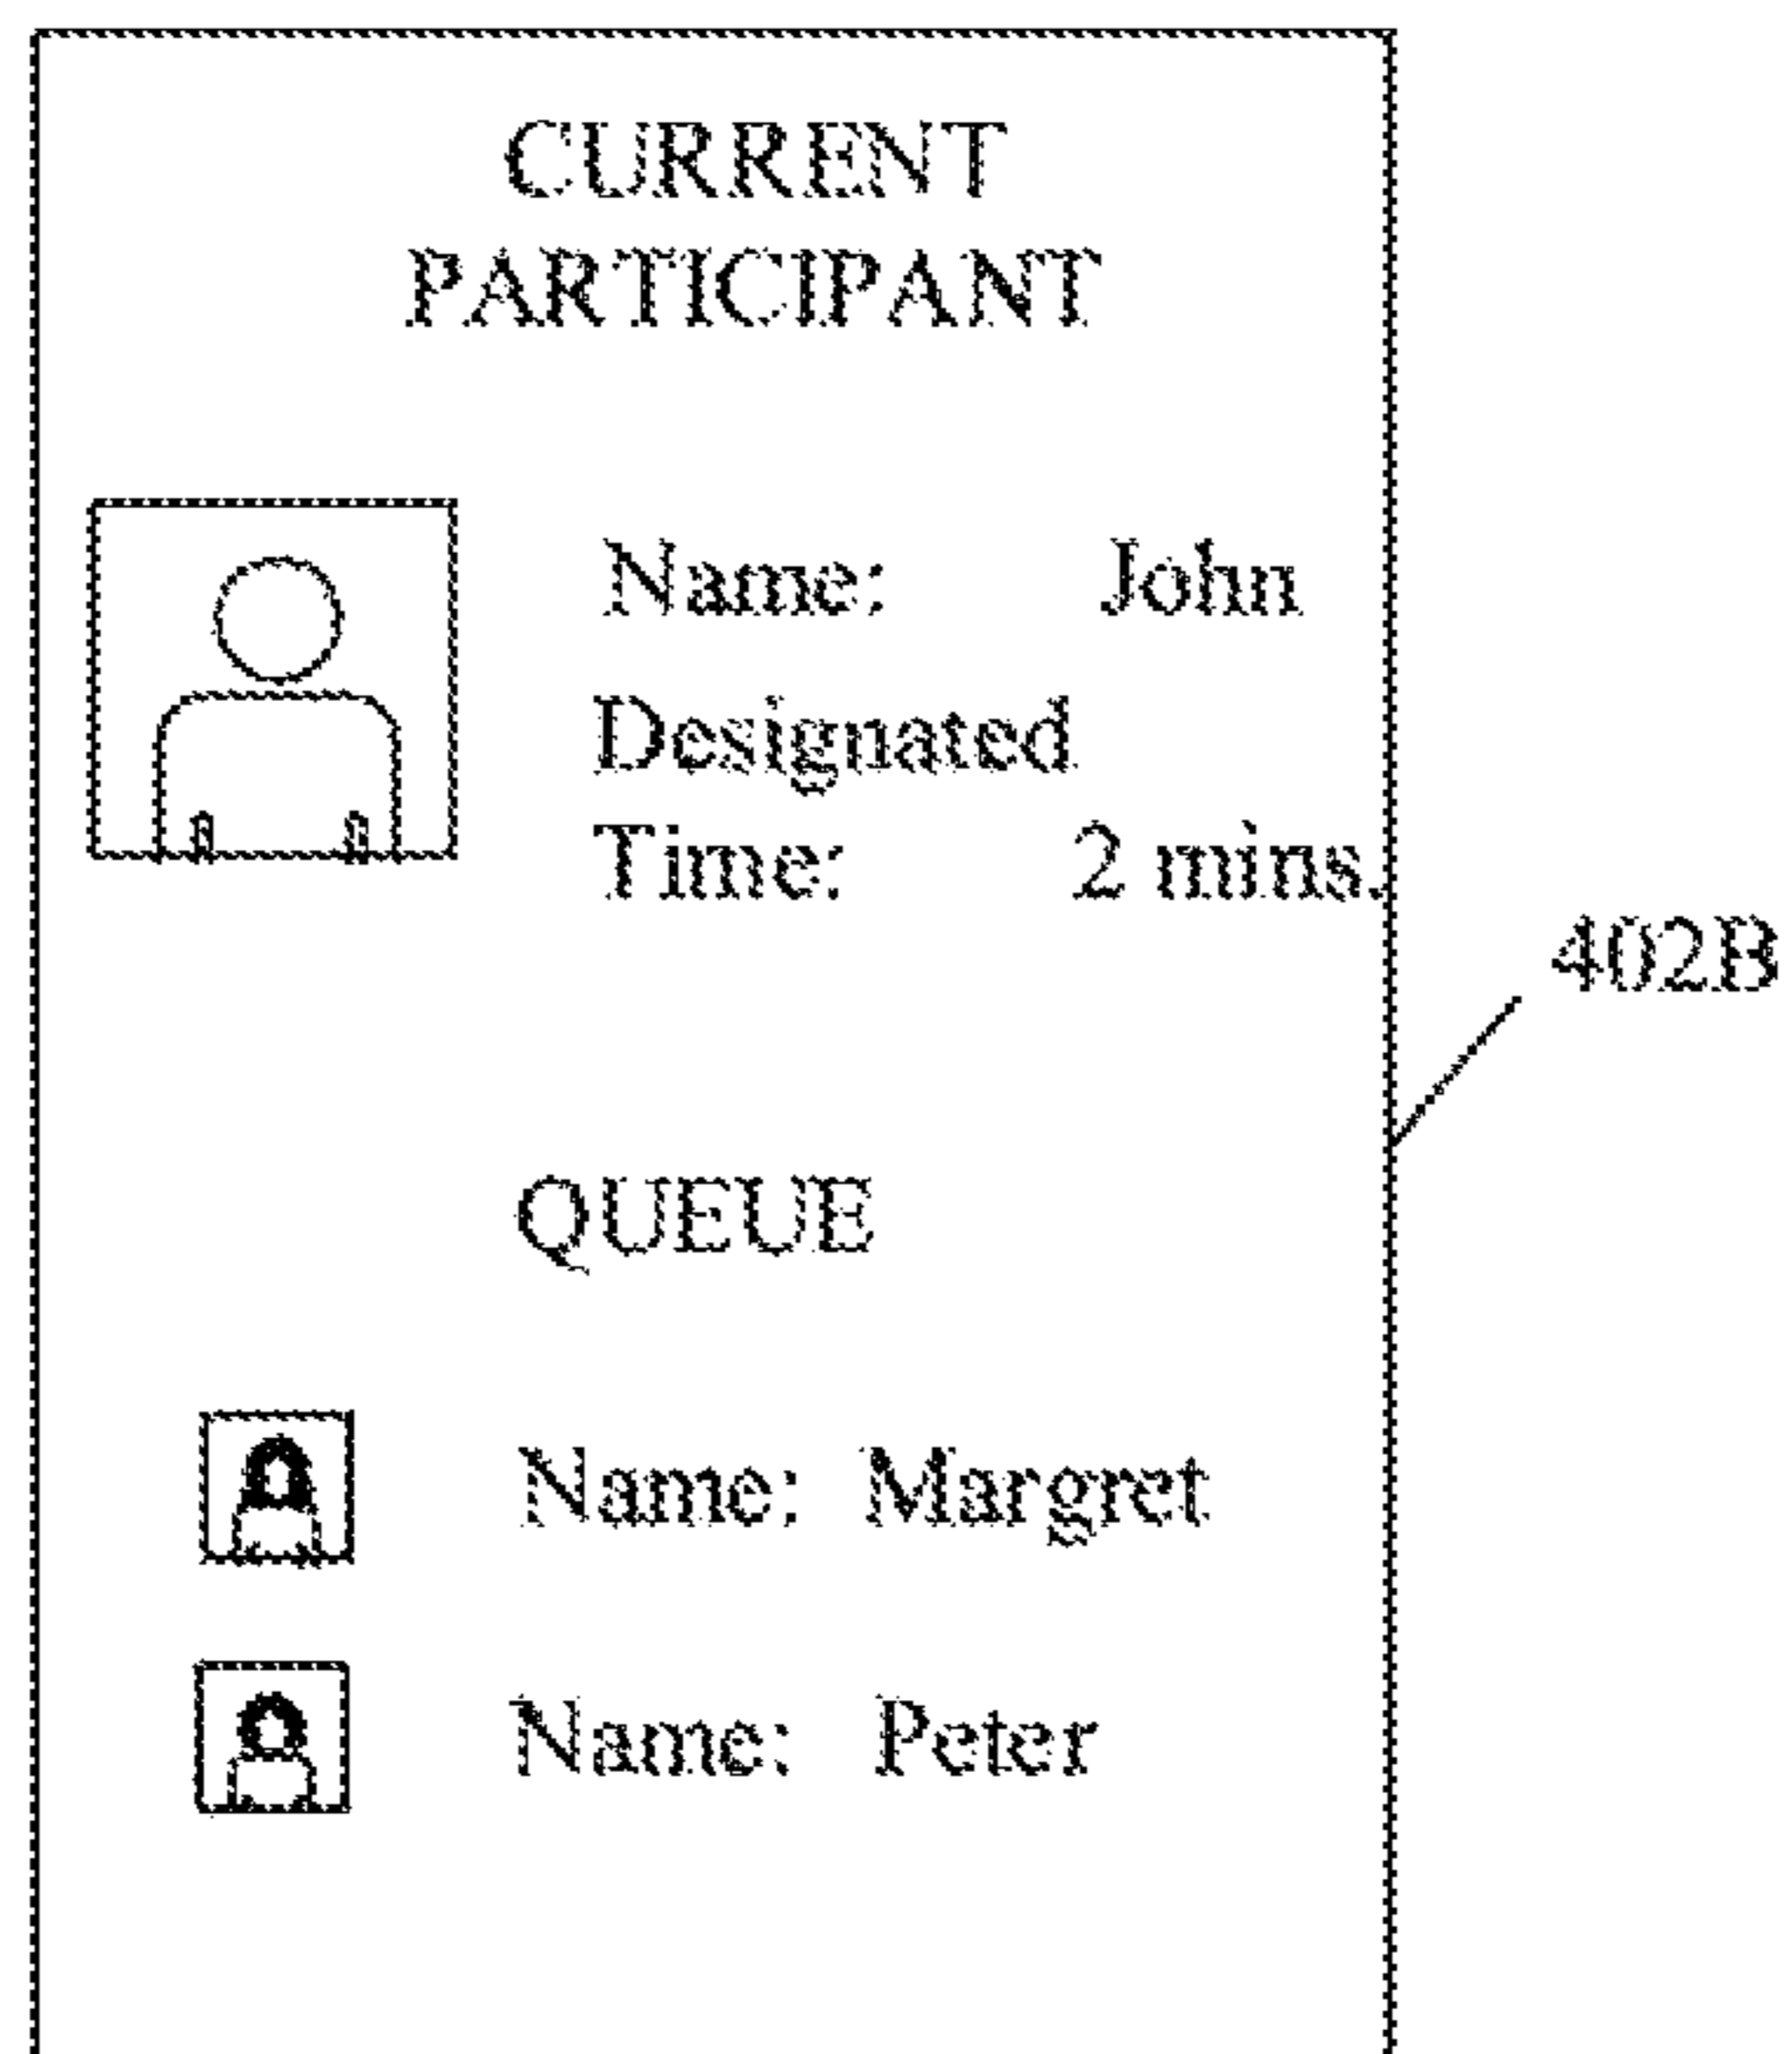 CURRENT
PARTICIPANT
Name: John
Designated
Time: 2 mins.
402B
QUEUE
Name: Margret
Name: Peter